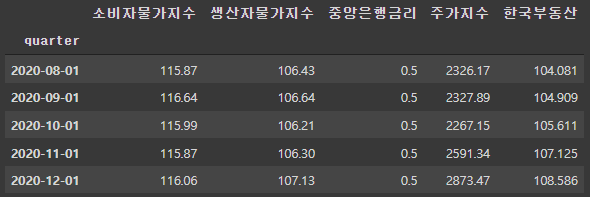 소비자물가지수 생산자물가지수 중앙은행금리 주가지수 한국부동산
quarter
2020-08-01 115.87 106.43 0.5 2326.17 104.081
2020-09-01 116.64 106.64 0.5 2327.89 104.909
2020-10-01 115.99 106.21 0.5 2267.15 105.611
2020-11-01 115.87 106.30 0.5 2591.34 107.125
2020-12-01 116.06 107.13 0.5 2873.47 108.586